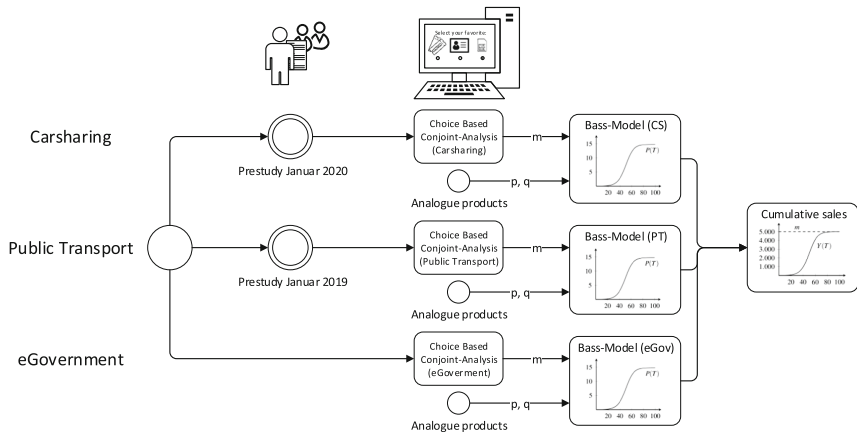 Select your favorite:
Carsharing
Prestudy Januar 2020
Choice Based
Conjoint-Analysis
(Carsharing)
m
Analogue products
p, q
Bass-Model (CS)
15
10
5
P(T)
20 40 60 80 100
Public Transport
Prestudy Januar 2019
Choice Based
Conjoint-Analysis
(Public Transport)
m
Analogue products
p, q
Bass-Model (PT)
15
10
5
P(T)
20 40 60 80 100
Cumulative sales
m
5.000
4.000
3.000
2.000
1.000
Y(T)
20 40 60 80 100
eGovernment
Choice Based
Conjoint-Analysis
(eGoverment)
m
Analogue products
p, q
Bass-Model (eGov)
15
10
5
P(T)
20 40 60 80 100